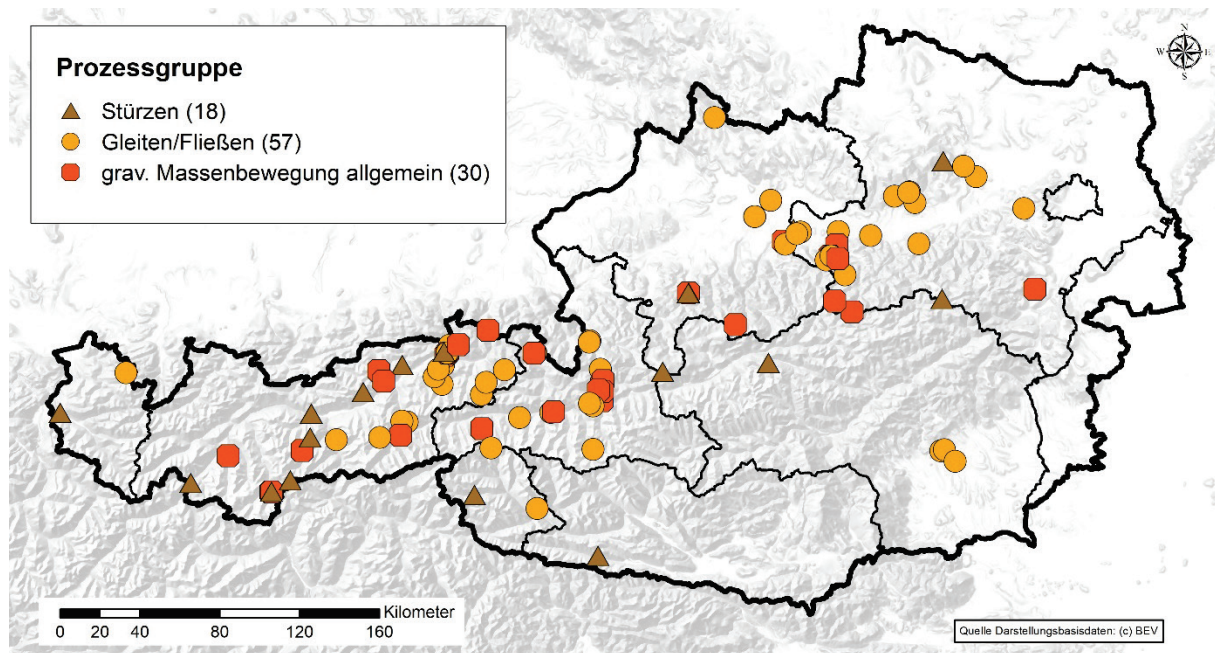 Prozessgruppe
Stürzen (18)
Gleiten/Fließen (57)
grav. Massenbewegung allgemein (30)
N
W E
S
Kilometer
0 20 40 80 120 160
Quelle Darstellungsbasisdaten: (c) BEV